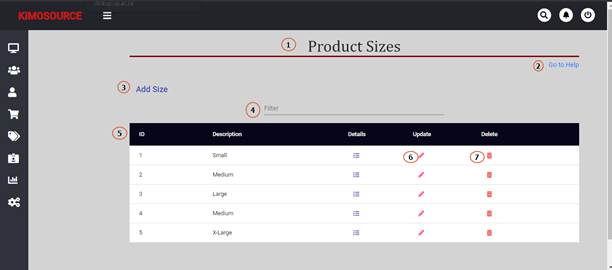 KIMOSOURCE
1 Product Sizes
2 Go to Help
3 Add Size
4 Filter
5 ID Description Details Update Delete
1 Small 6 7
2 Medium
3 Large
4 Medium
5 X-Large